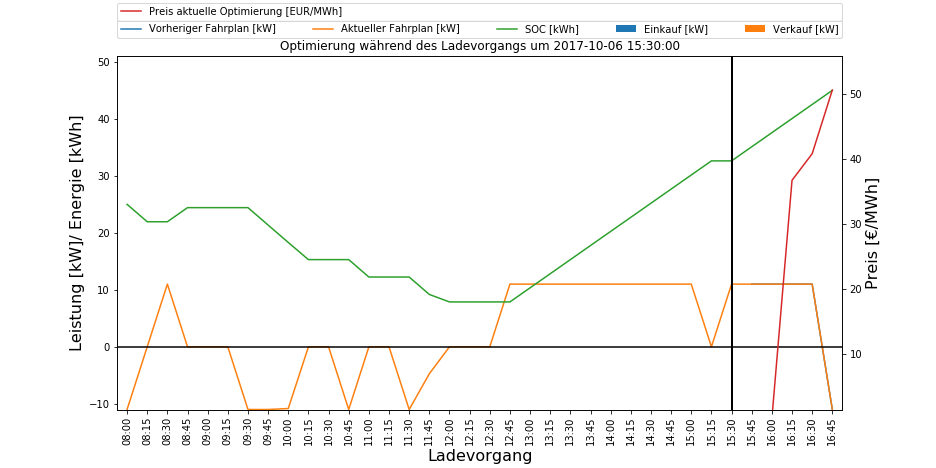 Preis aktuelle Optimierung [EUR/MWh]
Vorheriger Fahrplan [kW] Aktueller Fahrplan [kW] SOC [kWh] Einkauf [kW] Verkauf [kW]
Optimierung während des Ladevorgangs um 2017-10-06 15:30:00
Leistung [kW]/ Energie [kWh]
50
40
30
20
10
0
−10
50
40
30
20
10
Preis [€/MWh]
08:00 08:15 08:30 08:45 09:00 09:15 09:30 09:45 10:00 10:15 10:30 10:45 11:00 11:15 11:30 11:45 12:00 12:15 12:30 12:45 13:00 13:15 13:30 13:45 14:00 14:15 14:30 14:45 15:00 15:15 15:30 15:45 16:00 16:15 16:30 16:45
Ladevorgang